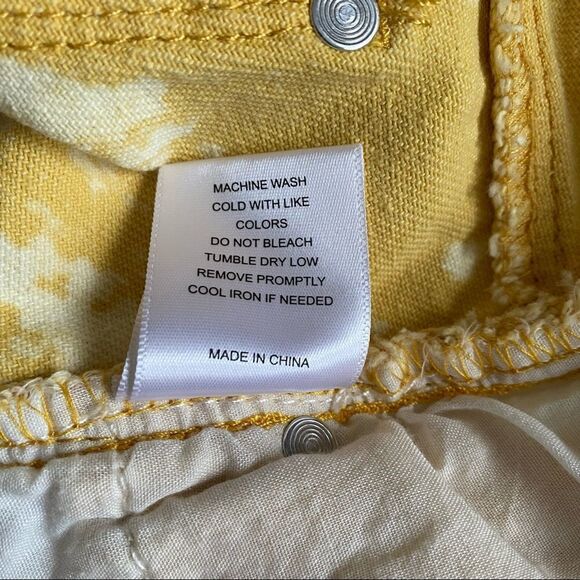 MACHINE WASH
COLD WITH LIKE
COLORS
DO NOT BLEACH
TUMBLE DRY LOW
REMOVE PROMPTLY
COOL IRON IF NEEDED
MADE IN CHINA